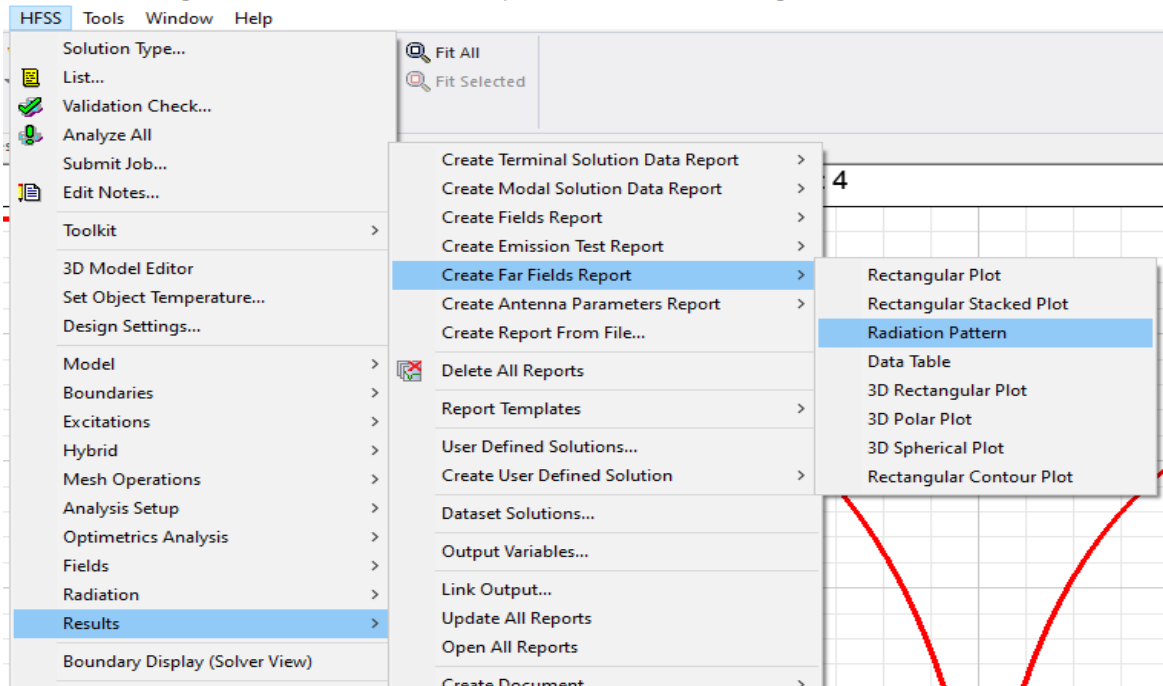 HFSS Tools Window Help
Solution Type...
List...
Validation Check...
Analyze All
Submit Job...
Edit Notes...
Toolkit >
3D Model Editor
Set Object Temperature...
Design Settings...
Model >
Boundaries >
Excitations >
Hybrid >
Mesh Operations >
Analysis Setup >
Optimetrics Analysis >
Fields >
Radiation >
Results >
Boundary Display (Solver View)
Fit All
Fit Selected
4
Create Terminal Solution Data Report >
Create Modal Solution Data Report >
Create Fields Report >
Create Emission Test Report >
Create Far Fields Report >
Create Antenna Parameters Report >
Create Report From File...
Delete All Reports
Report Templates >
User Defined Solutions...
Create User Defined Solution >
Dataset Solutions...
Output Variables...
Link Output...
Update All Reports
Open All Reports
Create Document >
Rectangular Plot
Rectangular Stacked Plot
Radiation Pattern
Data Table
3D Rectangular Plot
3D Polar Plot
3D Spherical Plot
Rectangular Contour Plot